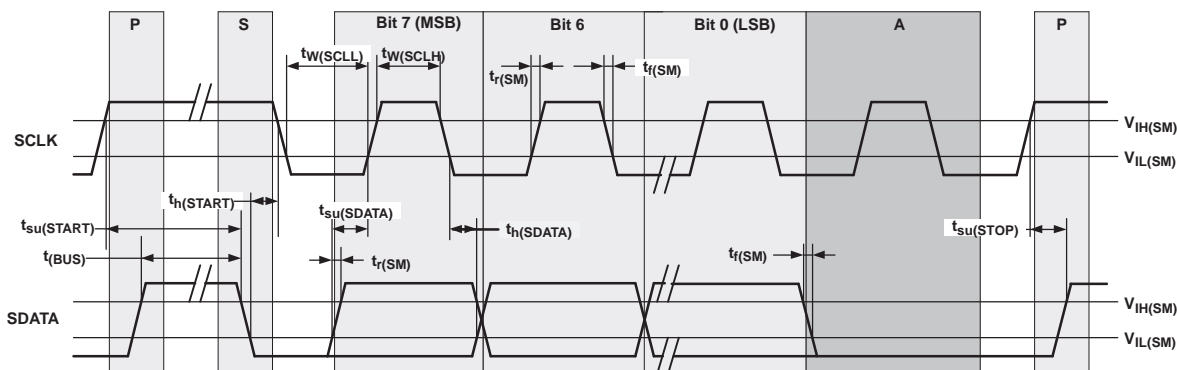 P S Bit 7 (MSB) Bit 6 Bit 0 (LSB) A P
tW(SCLL) tW(SCLH)
tr(SM) tf(SM)
SCLK
VIH(SM)
VIL(SM)
th(START)
tsu(START)
tsu(SDATA)
th(SDATA)
tsu(STOP)
t(BUS)
tr(SM)
tf(SM)
SDATA
VIH(SM)
VIL(SM)